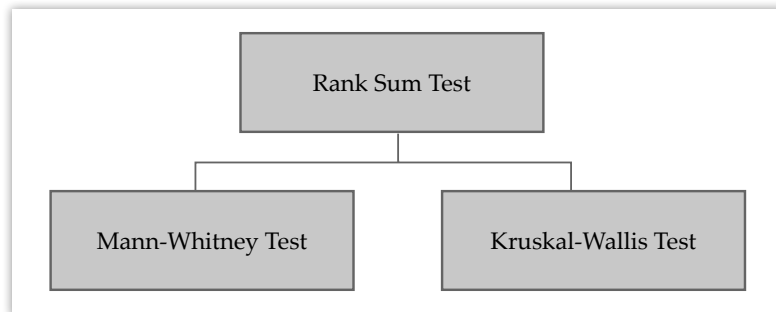 Rank Sum Test
Mann-Whitney Test
Kruskal-Wallis Test